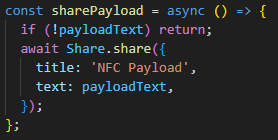 const sharePayload = async () => {
  if (!payloadText) return;
  await Share.share({
    title: 'NFC Payload',
    text: payloadText,
  });
};